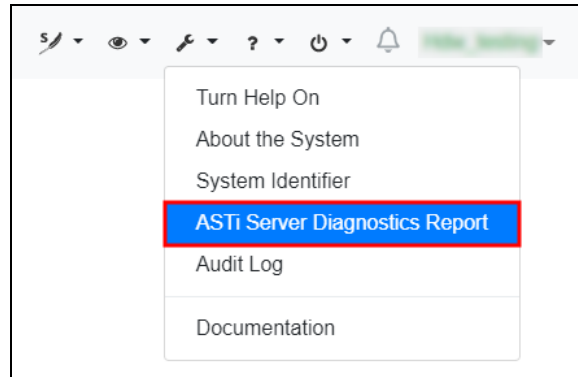 ?
Turn Help On
About the System
System Identifier
ASTi Server Diagnostics Report
Audit Log
Documentation